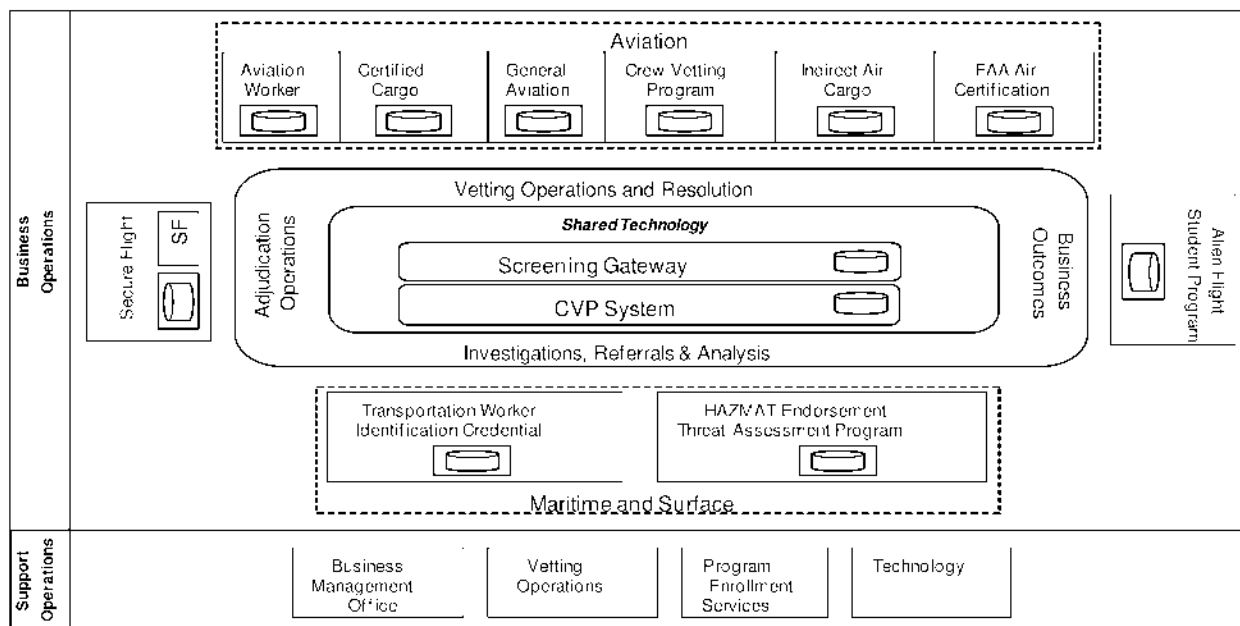 Aviation
Aviation
Worker
Certified
Cargo
General
Aviation
Crew Vetting
Program
Indirect Air
Cargo
FAA Air
Certification
Business
Operations
Secure Flight
SF
Vetting Operations and Resolution
Adjudication
Operations
Shared Technology
Screening Gateway
CVP System
Business
Outcomes
Investigations, Referrals & Analysis
Alien Flight
Student Program
Transportation Worker
Identification Credential
HAZMAT Endorsement
Threat Assessment Program
Maritime and Surface
Support
Operations
Business
Management
Office
Vetting
Operations
Program
Enrollment
Services
Technology